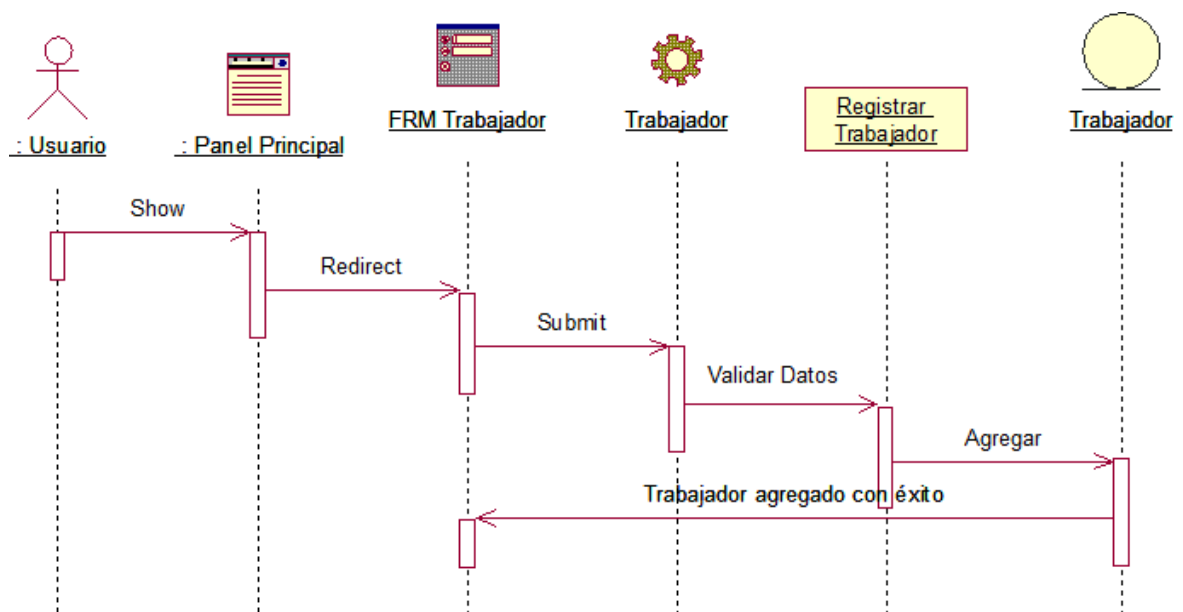 : Usuario
: Panel Principal
FRM Trabajador
Trabajador
Registrar
Trabajador
Trabajador
Show
Redirect
Submit
Validar Datos
Agregar
Trabajador agregado con éxito